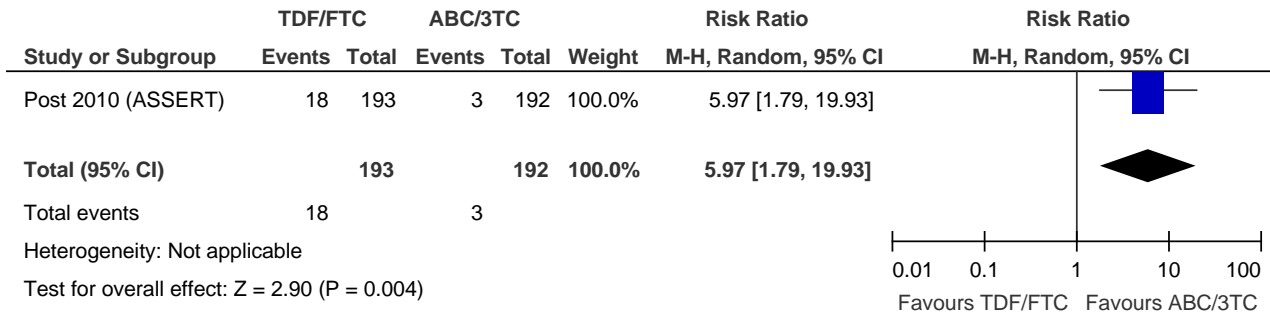 TDF/FTC ABC/3TC Risk Ratio Risk Ratio
Study or Subgroup Events Total Events Total Weight M-H, Random, 95% CI M-H, Random, 95% CI
Post 2010 (ASSERT) 18 193 3 192 100.0% 5.97 [1.79, 19.93]
Total (95% CI) 193 192 100.0% 5.97 [1.79, 19.93]
Total events 18 3
Heterogeneity: Not applicable
Test for overall effect: Z = 2.90 (P = 0.004)
0.01 0.1 1 10 100
Favours TDF/FTC Favours ABC/3TC